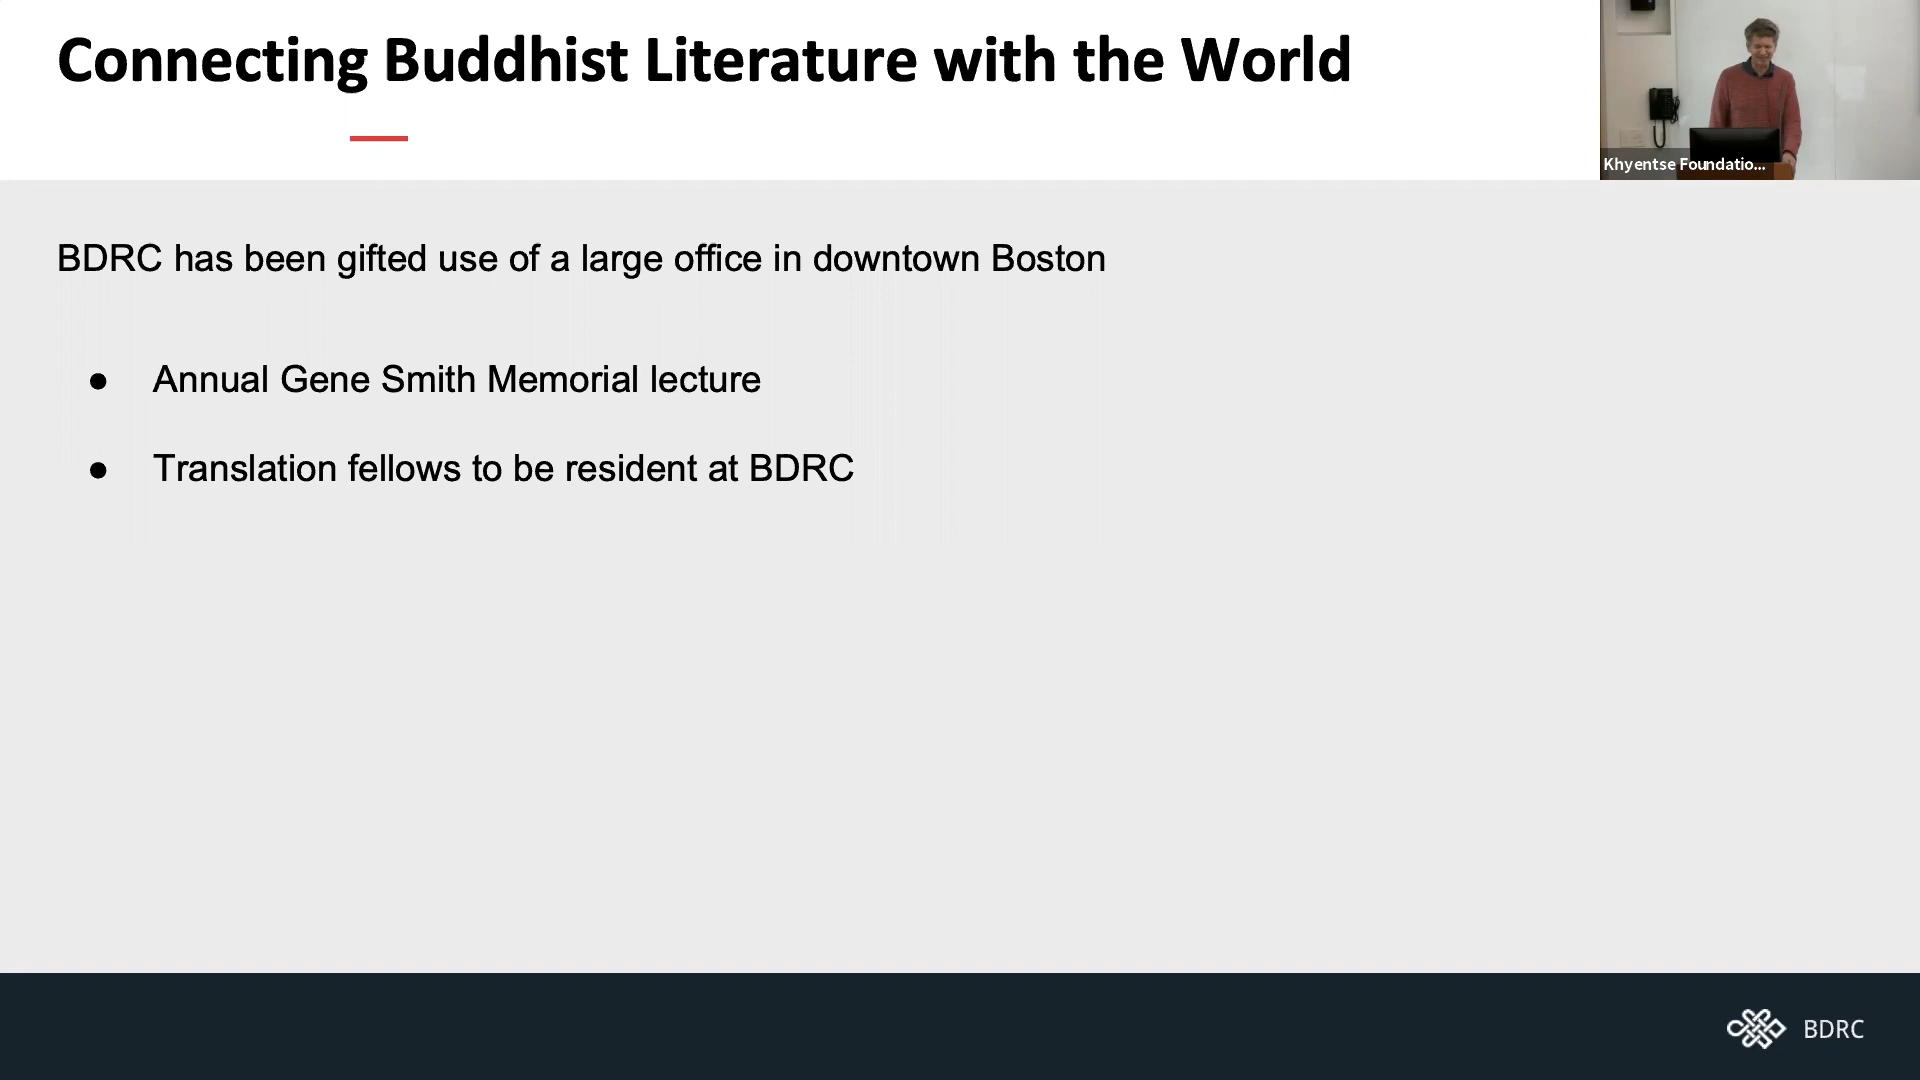 Connecting Buddhist Literature with the World
Khyentse Foundatio...
BDRC has been gifted use of a large office in downtown Boston
● Annual Gene Smith Memorial lecture
● Translation fellows to be resident at BDRC
BDRC